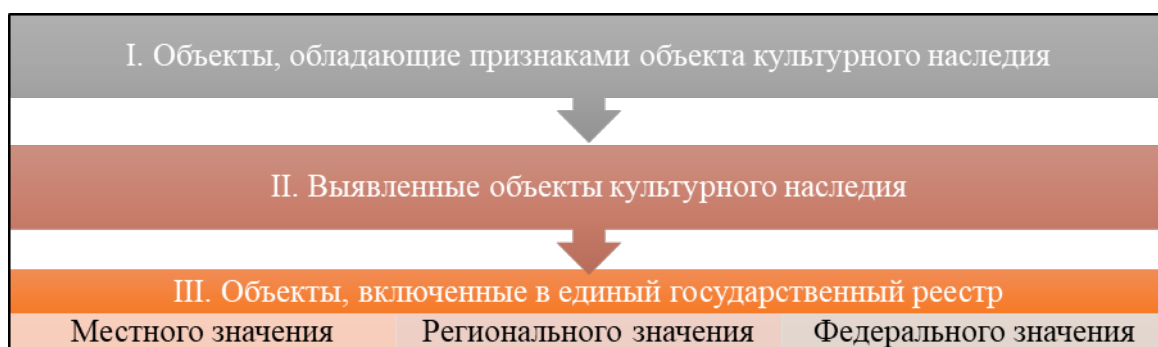 I. Объекты, обладающие признаками объекта культурного наследия
II. Выявленные объекты культурного наследия
III. Объекты, включенные в единый государственный реестр
Местного значения Регионального значения Федерального значения